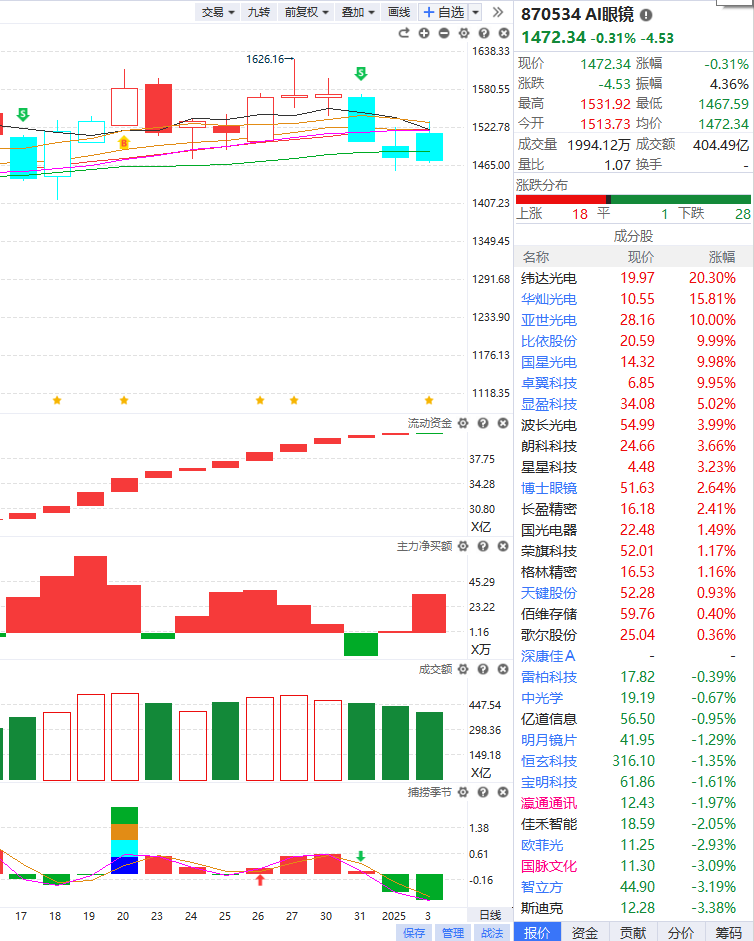 交易 九转 前复权 叠加 画线 +自选
1626.16→
S
S
8
1638.33
1580.55
1522.78
1465.00
1407.23
1349.45
1291.68
1233.90
1176.13
1118.35
流动资金
37.75
34.28
30.80
X亿
主力净买额
45.29
23.22
1.16
X万
成交额
447.54
298.36
149.18
X亿
捕捞季节
1.38
0.61
-0.16
17 18 19 20 23 24 25 26 27 30 31 2025 3 日线
保存 管理 战法
870534 AI眼镜
1472.34 -0.31% -4.53
现价 1472.34 涨幅 -0.31%
涨跌 -4.53 振幅 4.36%
最高 1531.92 最低 1467.59
今开 1513.73 均价 1472.34
成交量 1994.12万 成交额 404.49亿
量比 1.07 换手 -
涨跌分布
上涨 18 平 1 下跌 28
成分股
名称 现价 涨幅
纬达光电 19.97 20.30%
华灿光电 10.55 15.81%
亚世光电 28.16 10.00%
比依股份 20.59 9.99%
国星光电 14.32 9.98%
卓翼科技 6.85 9.95%
显盈科技 34.08 5.02%
波长光电 54.99 3.99%
朗科科技 24.66 3.66%
星星科技 4.48 3.23%
博士眼镜 51.63 2.64%
长盈精密 16.18 2.41%
国光电器 22.48 1.49%
荣旗科技 52.01 1.17%
格林精密 16.53 1.16%
天键股份 52.28 0.93%
佰维存储 59.76 0.40%
歌尔股份 25.04 0.36%
深康佳A - -
雷柏科技 17.82 -0.39%
中光学 19.19 -0.67%
亿道信息 56.50 -0.95%
明月镜片 41.95 -1.29%
恒玄科技 316.10 -1.35%
宝明科技 61.86 -1.61%
瀛通通讯 12.43 -1.97%
佳禾智能 18.59 -2.05%
欧菲光 11.25 -2.93%
国脉文化 11.30 -3.09%
智立方 44.90 -3.19%
斯迪克 12.28 -3.38%
报价 资金 贡献 分价 筹码